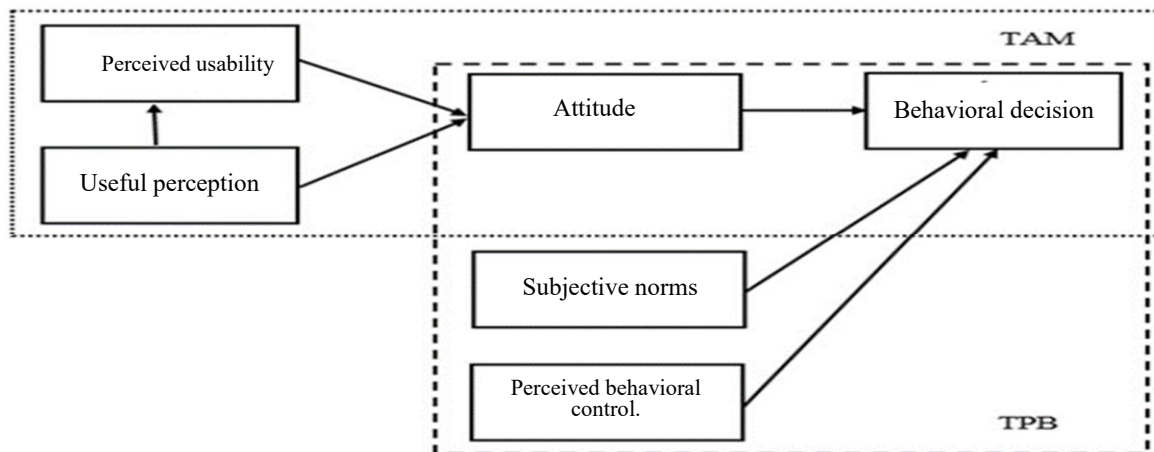 TAM
Perceived usability
Attitude
Behavioral decision
Useful perception
Subjective norms
Perceived behavioral
control.
TPB